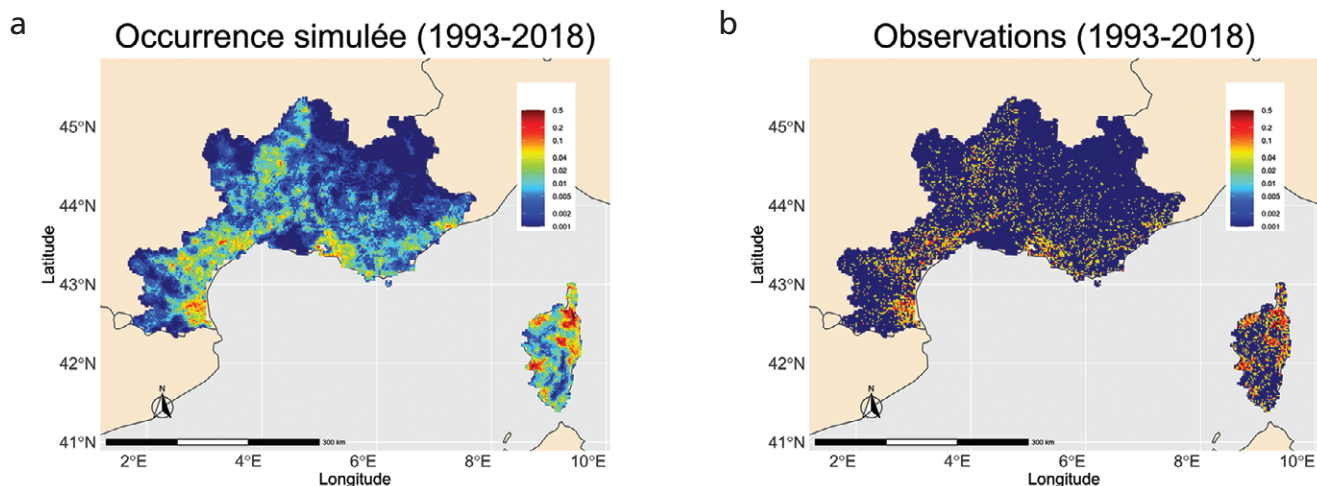 a
Occurrence simulée (1993-2018)
0.5
0.2
0.1
0.04
0.02
0.01
0.005
0.002
0.001
45°N
44°N
43°N
42°N
41°N
Latitude
N
300 km
2°E
4°E
6°E
8°E
10°E
Longitude
b
Observations (1993-2018)
0.5
0.2
0.1
0.04
0.02
0.01
0.005
0.002
0.001
45°N
44°N
43°N
42°N
41°N
Latitude
N
300 km
2°E
4°E
6°E
8°E
10°E
Longitude